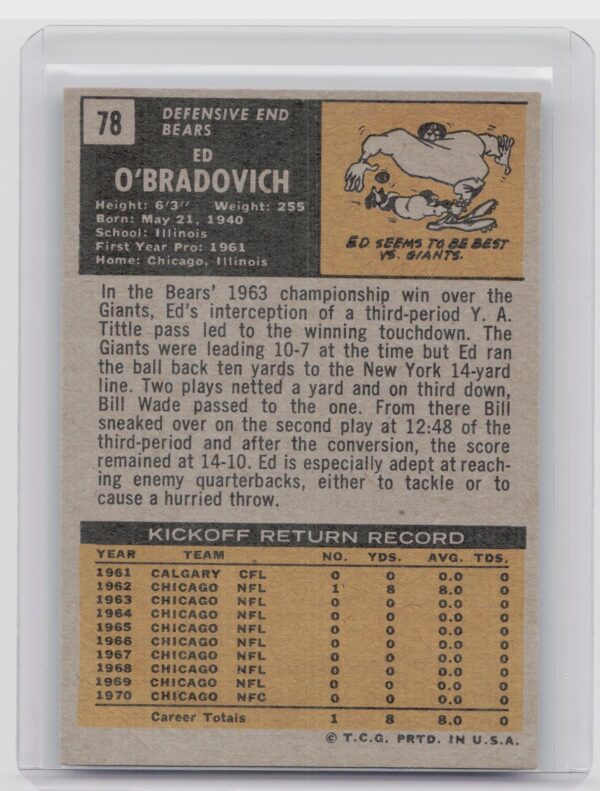 78
DEFENSIVE END
BEARS
ED
O'BRADOVICH
Height: 6'3" Weight: 255
Born: May 21, 1940
School: Illinois
First Year Pro: 1961
Home: Chicago, Illinois
ED SEEMS TO BE BEST
VS. GIANTS.
In the Bears' 1963 championship win over the
Giants, Ed's interception of a third-period Y. A.
Tittle pass led to the winning touchdown. The
Giants were leading 10-7 at the time but Ed ran
the ball back ten yards to the New York 14-yard
line. Two plays netted a yard and on third down,
Bill Wade passed to the one. From there Bill
sneaked over on the second play at 12:48 of the
third-period and after the conversion, the score
remained at 14-10. Ed is especially adept at reach-
ing enemy quarterbacks, either to tackle or to
cause a hurried throw.
KICKOFF RETURN RECORD
YEAR TEAM NO. YDS. AVG. TDS.
1961 CALGARY CFL 0 0 0.0 0
1962 CHICAGO NFL 1 8 8.0 0
1963 CHICAGO NFL 0 0 0.0 0
1964 CHICAGO NFL 0 0 0.0 0
1965 CHICAGO NFL 0 0 0.0 0
1966 CHICAGO NFL 0 0 0.0 0
1967 CHICAGO NFL 0 0 0.0 0
1968 CHICAGO NFL 0 0 0.0 0
1969 CHICAGO NFL 0 0 0.0 0
1970 CHICAGO NFC 0 0 0.0 0
Career Totals 1 8 8.0 0
© T.C.G. PRTD. IN U.S.A.